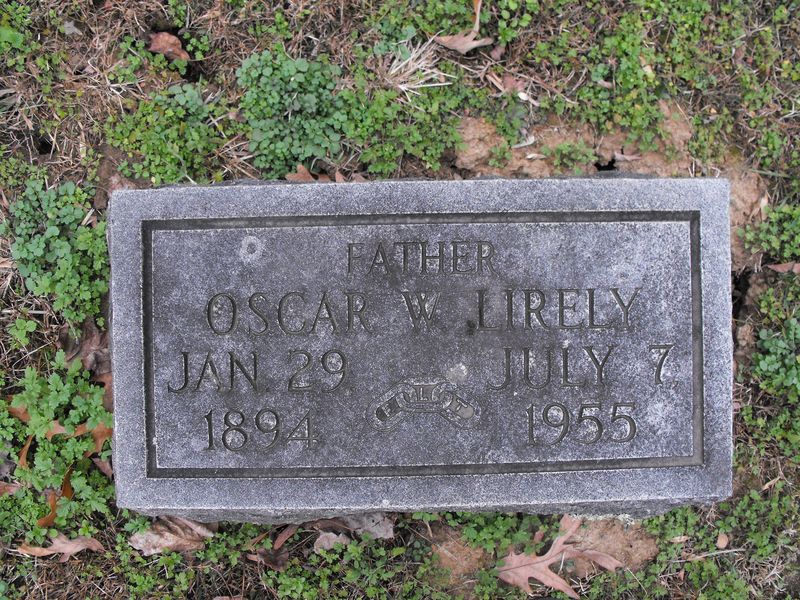 FATHER
OSCAR W. LIRELY
JAN. 29 JULY 7,
1894 1955